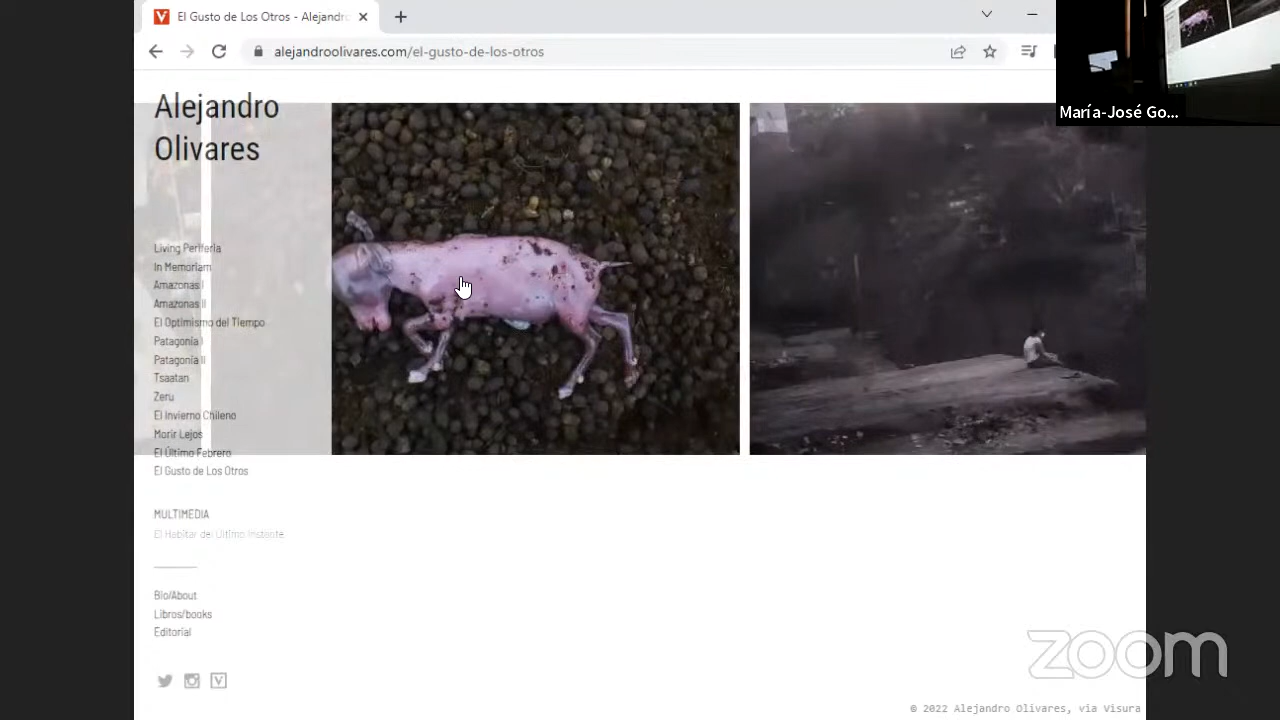 El Gusto de Los Otros - Alejandro
alejandroolivares.com/el-gusto-de-los-otros
María-José Go...
Alejandro
Olivares
Living Periferia
In Memoriam
Amazonas I
Amazonas II
El Optimismo del Tiempo
Patagonia I
Patagonia II
Tsaatan
Zeru
El Invierno Chileno
Morir Lejos
El Último Febrero
El Gusto de Los Otros
MULTIMEDIA
El Habitar del Último Instante
Bio/About
Libros/books
Editorial
zoom
© 2022 Alejandro Olivares, via Visura